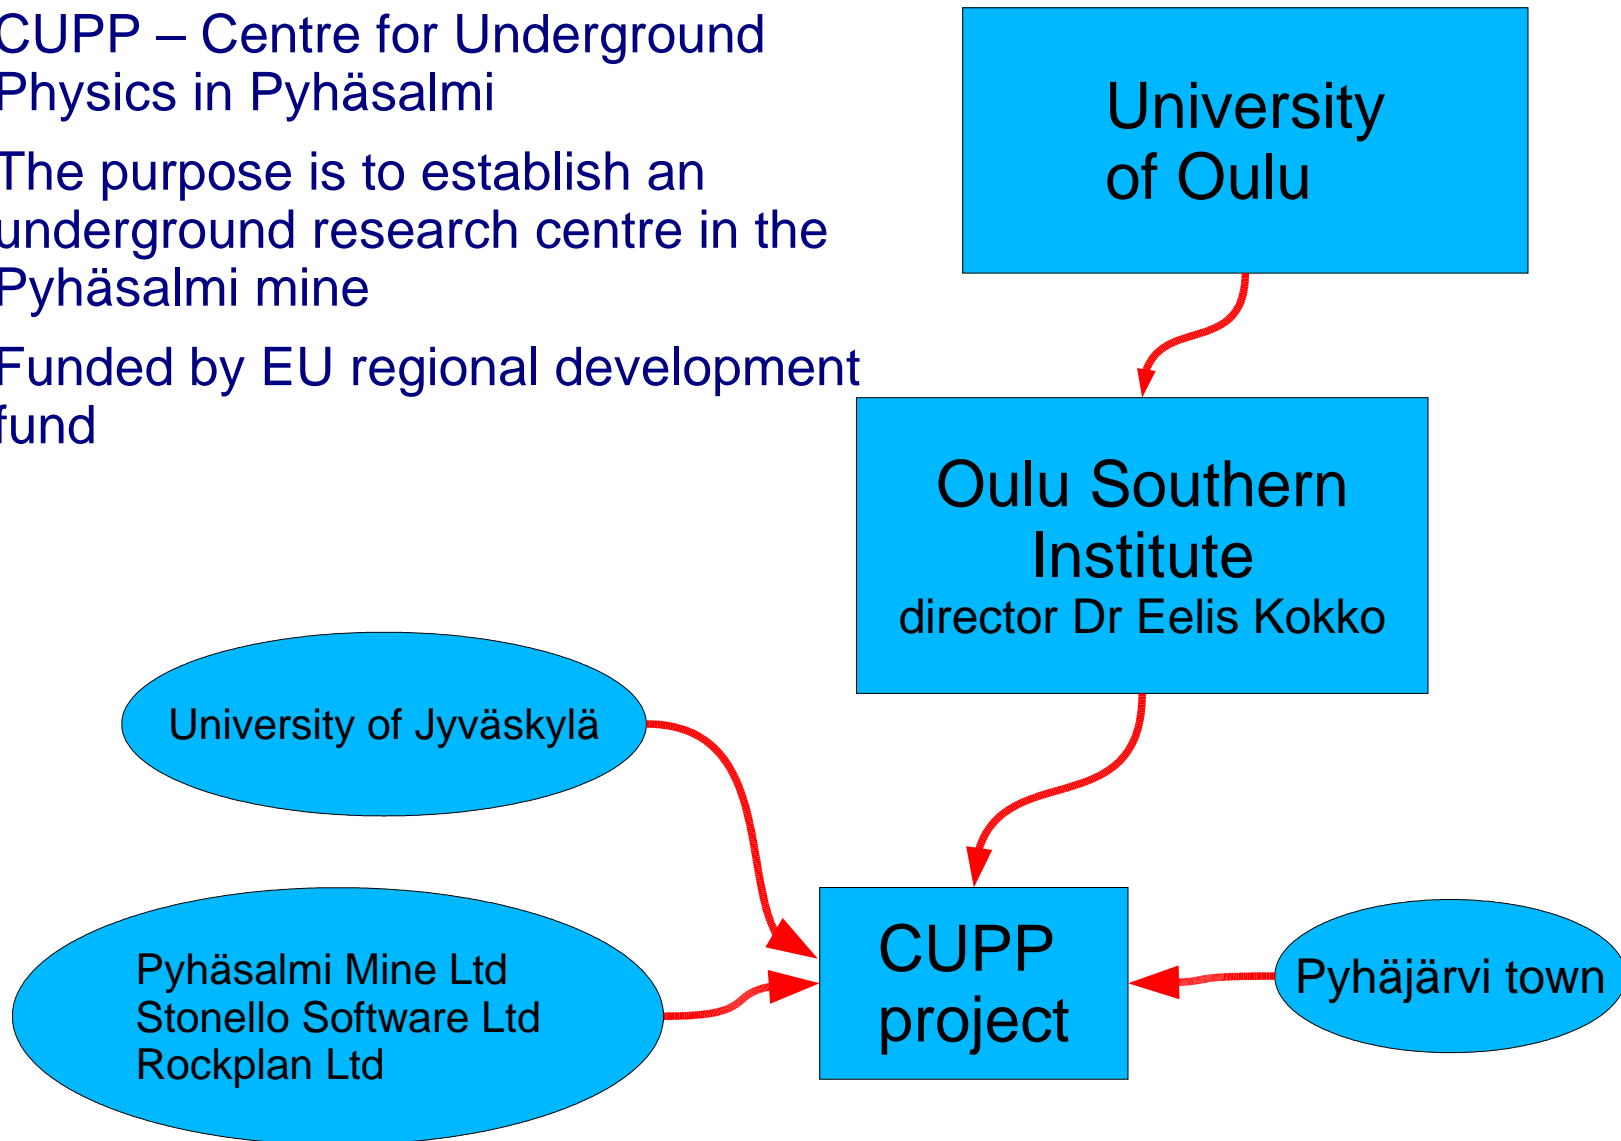 CUPP – Centre for Underground
Physics in Pyhäsalmi
The purpose is to establish an
underground research centre in the
Pyhäsalmi mine
Funded by EU regional development
fund
University
of Oulu
Oulu Southern
Institute
director Dr Eelis Kokko
University of Jyväskylä
Pyhäsalmi Mine Ltd
Stonello Software Ltd
Rockplan Ltd
CUPP
project
Pyhäjärvi town